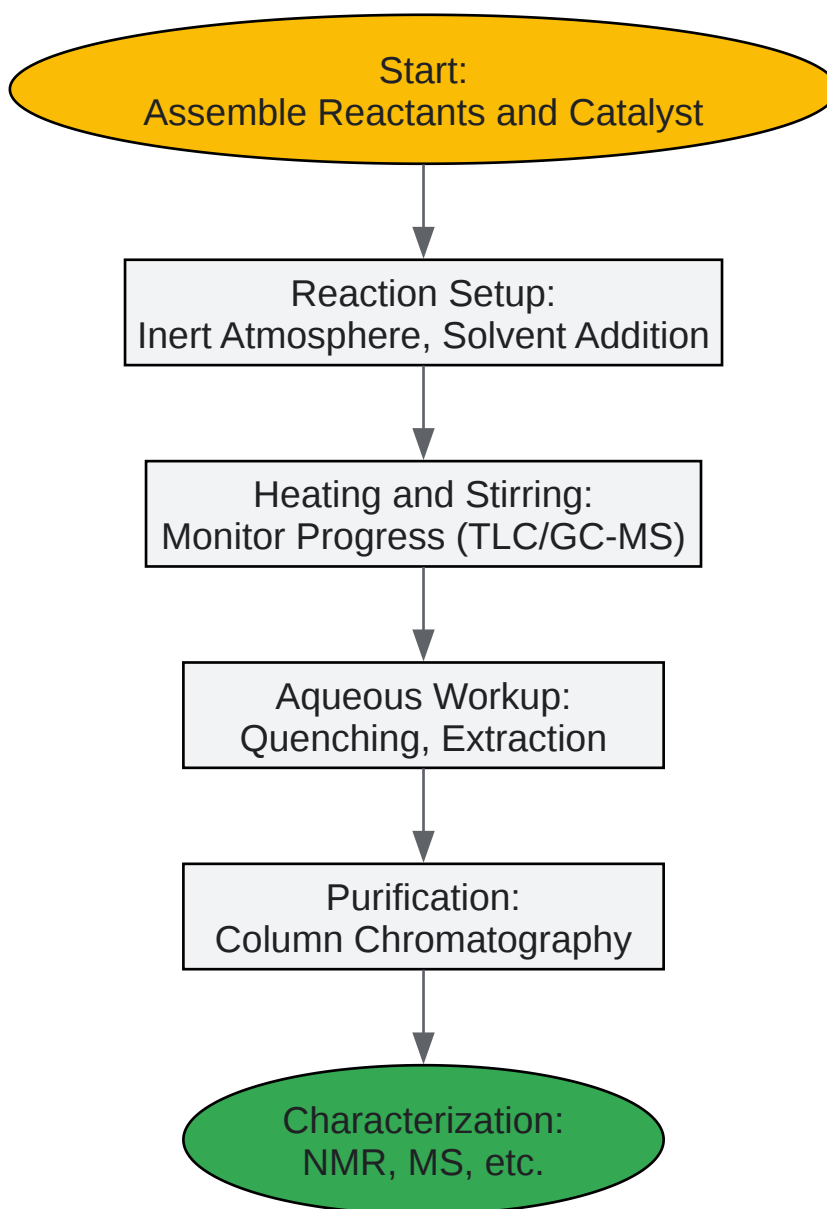 Start:
Assemble Reactants and Catalyst
Reaction Setup:
Inert Atmosphere, Solvent Addition
Heating and Stirring:
Monitor Progress (TLC/GC-MS)
Aqueous Workup:
Quenching, Extraction
Purification:
Column Chromatography
Characterization:
NMR, MS, etc.